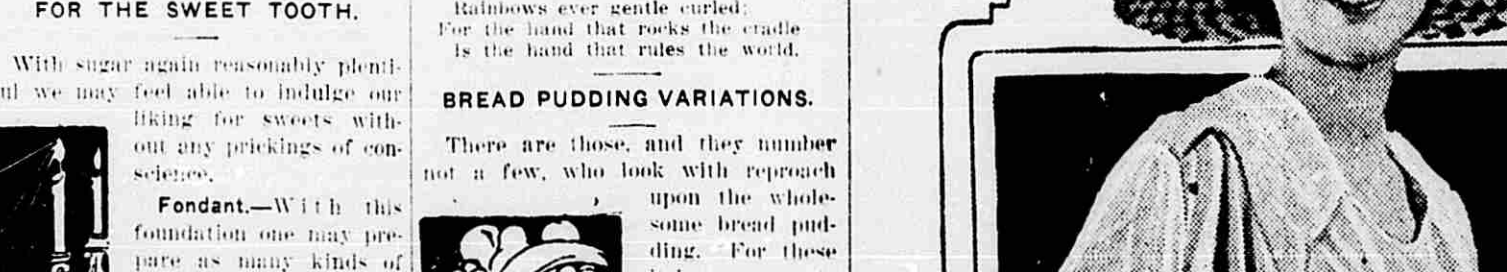 FOR THE SWEET TOOTH.
With sugar again reasonably plenti-
ul we may feel able to indulge our
liking for sweets with-
out any prickings of con-
science.
Fondant.—With this
foundation one may pre-
pare as many kinds of
Rainbows ever gentle curled;
For the hand that rocks the cradle
Is the hand that rules the world.
BREAD PUDDING VARIATIONS.
There are those, and they number
not a few, who look with reproach
upon the whole-
some bread pud-
ding. For these